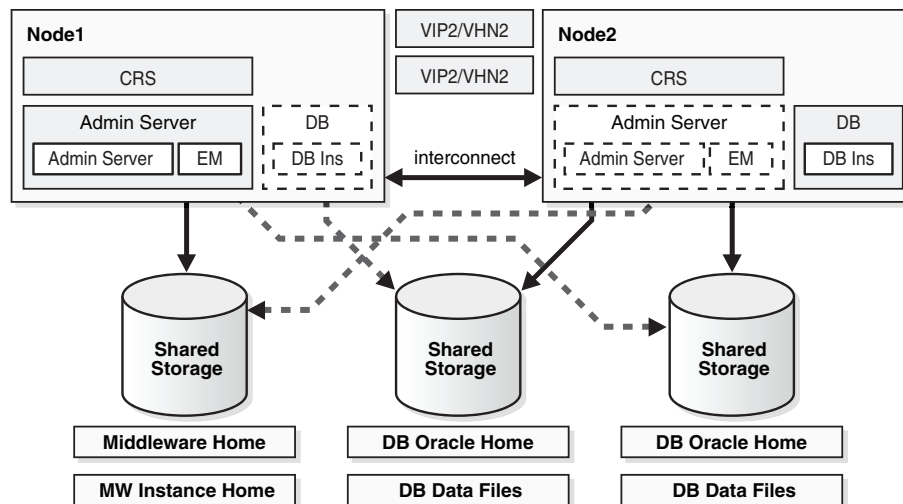 Node1
CRS
Admin Server
Admin Server
EM
DB
DB Ins
VIP2/VHN2
VIP2/VHN2
interconnect
Node2
CRS
Admin Server
Admin Server
EM
DB
DB Ins
Shared
Storage
Shared
Storage
Shared
Storage
Middleware Home
DB Oracle Home
DB Oracle Home
MW Instance Home
DB Data Files
DB Data Files